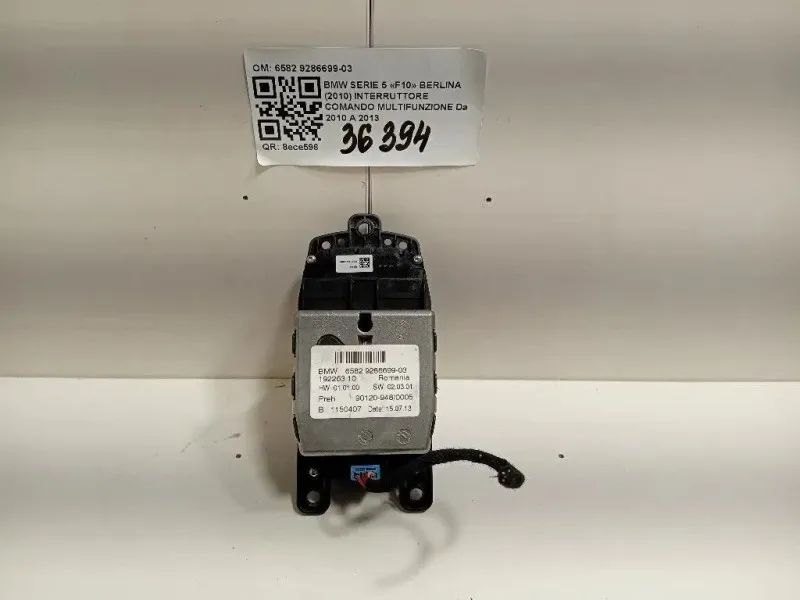 OM: 6582 9286699-03
BMW SERIE 5 «F10» BERLINA
(2010) INTERRUTTORE
COMANDO MULTIFUNZIONE Da
2010 A 2013
QR: 8ece596
36394
BMW 6582 9286699-03
192263.10 Romania
HW: 01.01.00 SW: 02.03.01
Preh 90120-948/0005
B 1150407 Date: 15.07.13